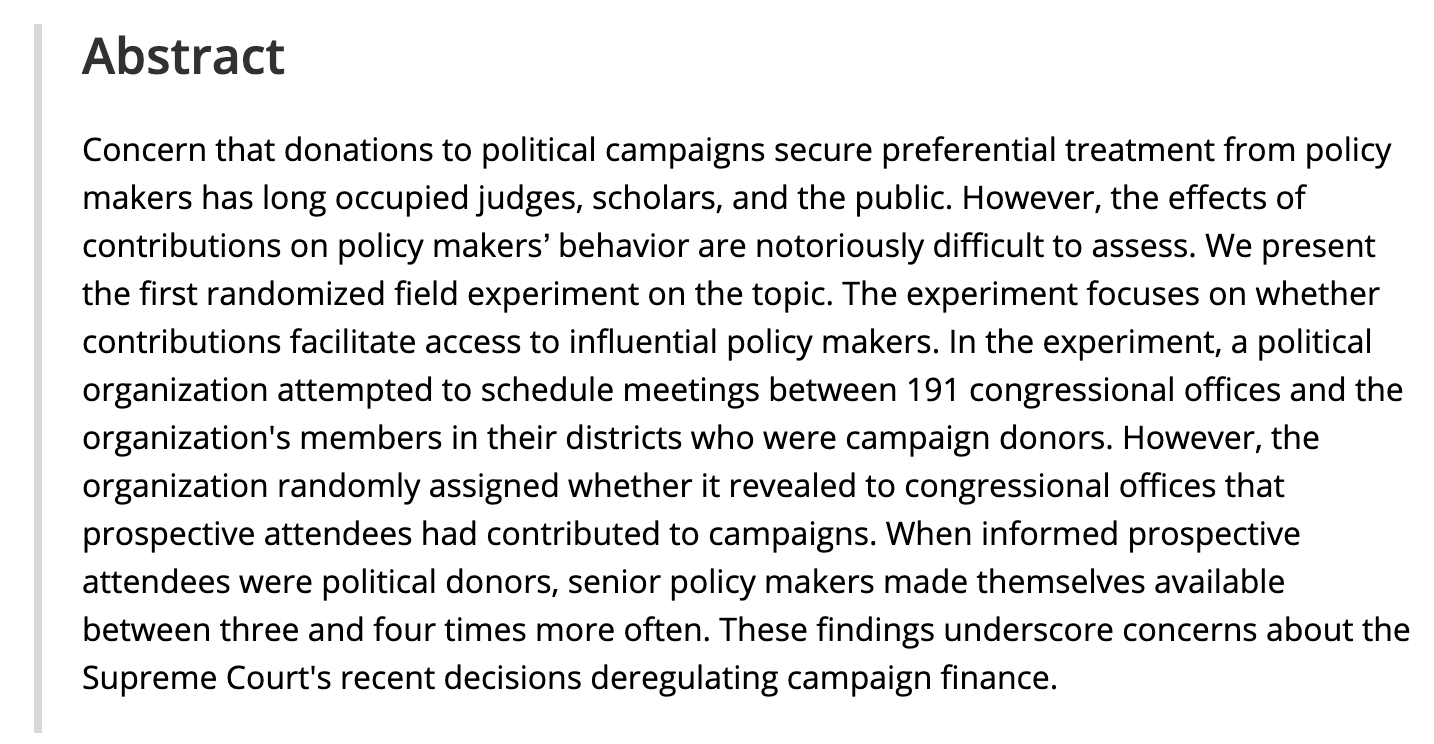 Abstract
Concern that donations to political campaigns secure preferential treatment from policy
makers has long occupied judges, scholars, and the public. However, the effects of
contributions on policy makers’ behavior are notoriously difficult to assess. We present
the first randomized field experiment on the topic. The experiment focuses on whether
contributions facilitate access to influential policy makers. In the experiment, a political
organization attempted to schedule meetings between 191 congressional offices and the
organization's members in their districts who were campaign donors. However, the
organization randomly assigned whether it revealed to congressional offices that
prospective attendees had contributed to campaigns. When informed prospective
attendees were political donors, senior policy makers made themselves available
between three and four times more often. These findings underscore concerns about the
Supreme Court's recent decisions deregulating campaign finance.